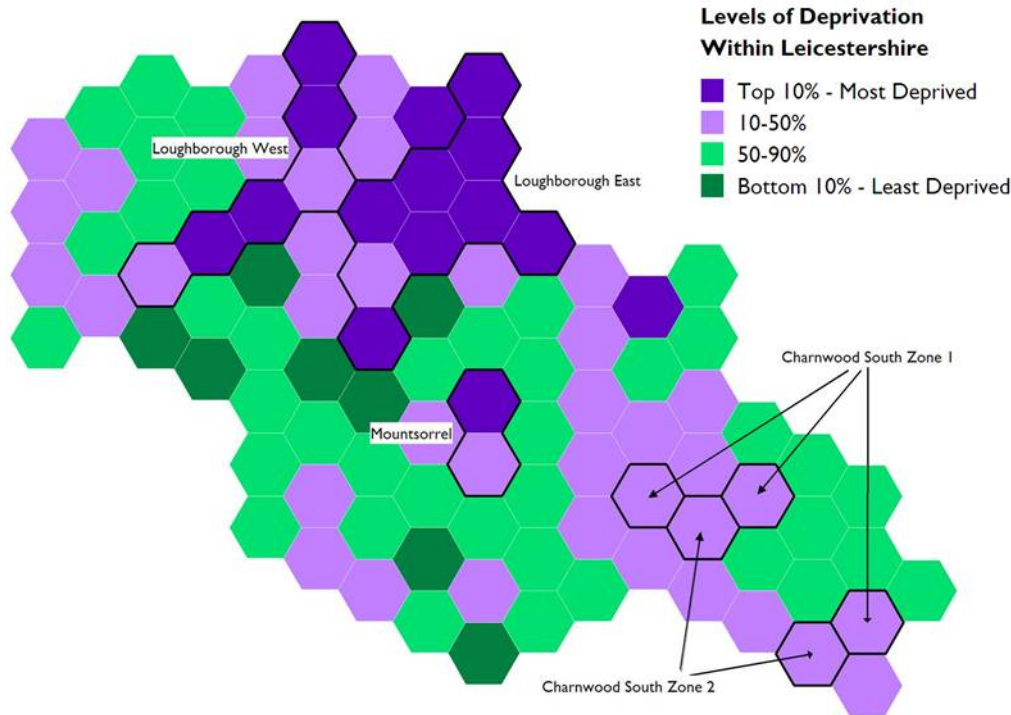 Levels of Deprivation
Within Leicestershire
Top 10% - Most Deprived
10-50%
50-90%
Bottom 10% - Least Deprived
Loughborough West
Loughborough East
Charnwood South Zone 1
Mountsorrel
Charnwood South Zone 2